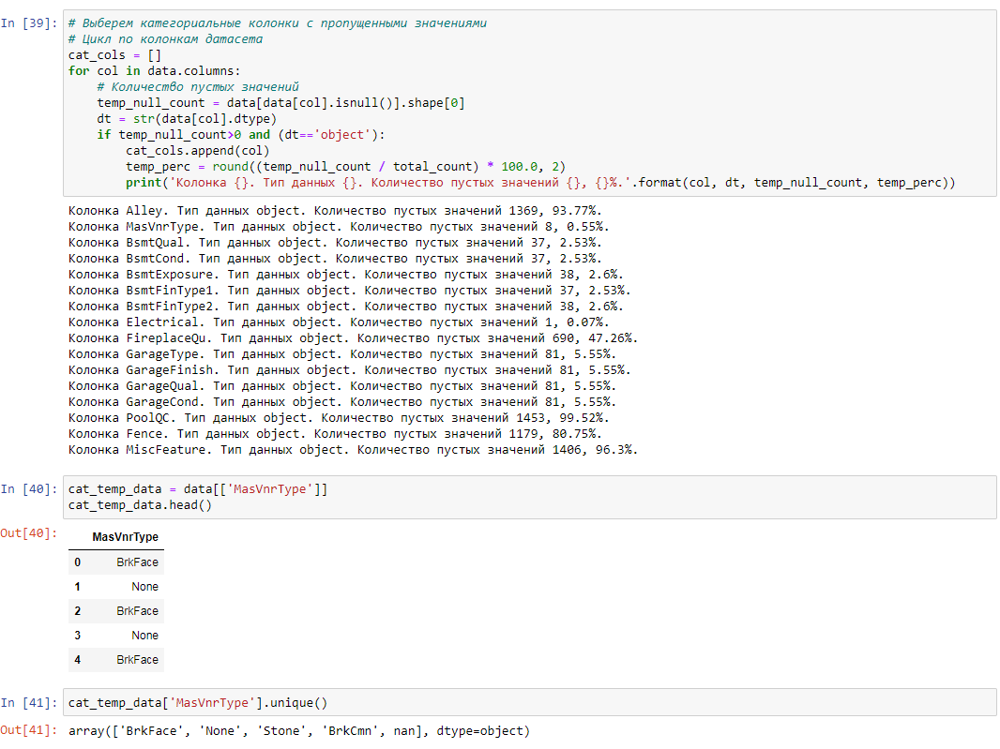 In [39]: # Выберем категориальные колонки с пропущенными значениями
# Цикл по колонкам датасета
cat_cols = []
for col in data.columns:
    # Количество пустых значений
    temp_null_count = data[data[col].isnull()].shape[0]
    dt = str(data[col].dtype)
    if temp_null_count>0 and (dt=='object'):
        cat_cols.append(col)
        temp_perc = round((temp_null_count / total_count) * 100.0, 2)
        print('Колонка {}. Тип данных {}. Количество пустых значений {}, {}%.'.format(col, dt, temp_null_count, temp_perc))
Колонка Alley. Тип данных object. Количество пустых значений 1369, 93.77%.
Колонка MasVnrType. Тип данных object. Количество пустых значений 8, 0.55%.
Колонка BsmtQual. Тип данных object. Количество пустых значений 37, 2.53%.
Колонка BsmtCond. Тип данных object. Количество пустых значений 37, 2.53%.
Колонка BsmtExposure. Тип данных object. Количество пустых значений 38, 2.6%.
Колонка BsmtFinType1. Тип данных object. Количество пустых значений 37, 2.53%.
Колонка BsmtFinType2. Тип данных object. Количество пустых значений 38, 2.6%.
Колонка Electrical. Тип данных object. Количество пустых значений 1, 0.07%.
Колонка FireplaceQu. Тип данных object. Количество пустых значений 690, 47.26%.
Колонка GarageType. Тип данных object. Количество пустых значений 81, 5.55%.
Колонка GarageFinish. Тип данных object. Количество пустых значений 81, 5.55%.
Колонка GarageQual. Тип данных object. Количество пустых значений 81, 5.55%.
Колонка GarageCond. Тип данных object. Количество пустых значений 81, 5.55%.
Колонка PoolQC. Тип данных object. Количество пустых значений 1453, 99.52%.
Колонка Fence. Тип данных object. Количество пустых значений 1179, 80.75%.
Колонка MiscFeature. Тип данных object. Количество пустых значений 1406, 96.3%.
In [40]: cat_temp_data = data[['MasVnrType']]
cat_temp_data.head()
Out[40]:
MasVnrType
0 BrkFace
1 None
2 BrkFace
3 None
4 BrkFace
In [41]: cat_temp_data['MasVnrType'].unique()
Out[41]: array(['BrkFace', 'None', 'Stone', 'BrkCmn', nan], dtype=object)